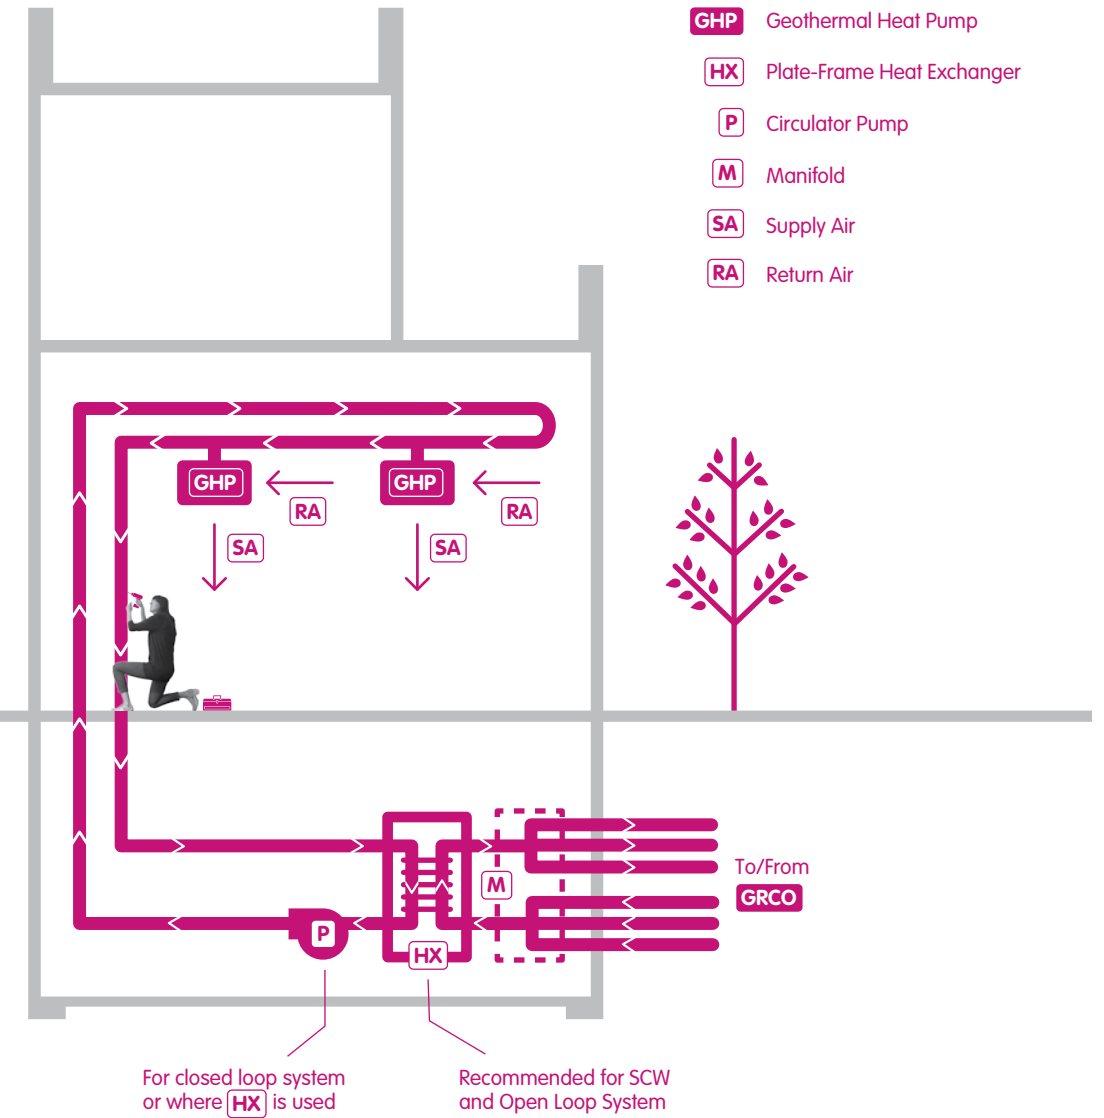 GHP Geothermal Heat Pump
HX Plate-Frame Heat Exchanger
P Circulator Pump
M Manifold
SA Supply Air
RA Return Air
GHP
RA
SA
GHP
RA
SA
M
P
HX
To/From
GRCO
For closed loop system
or where HX is used
Recommended for SCW
and Open Loop System